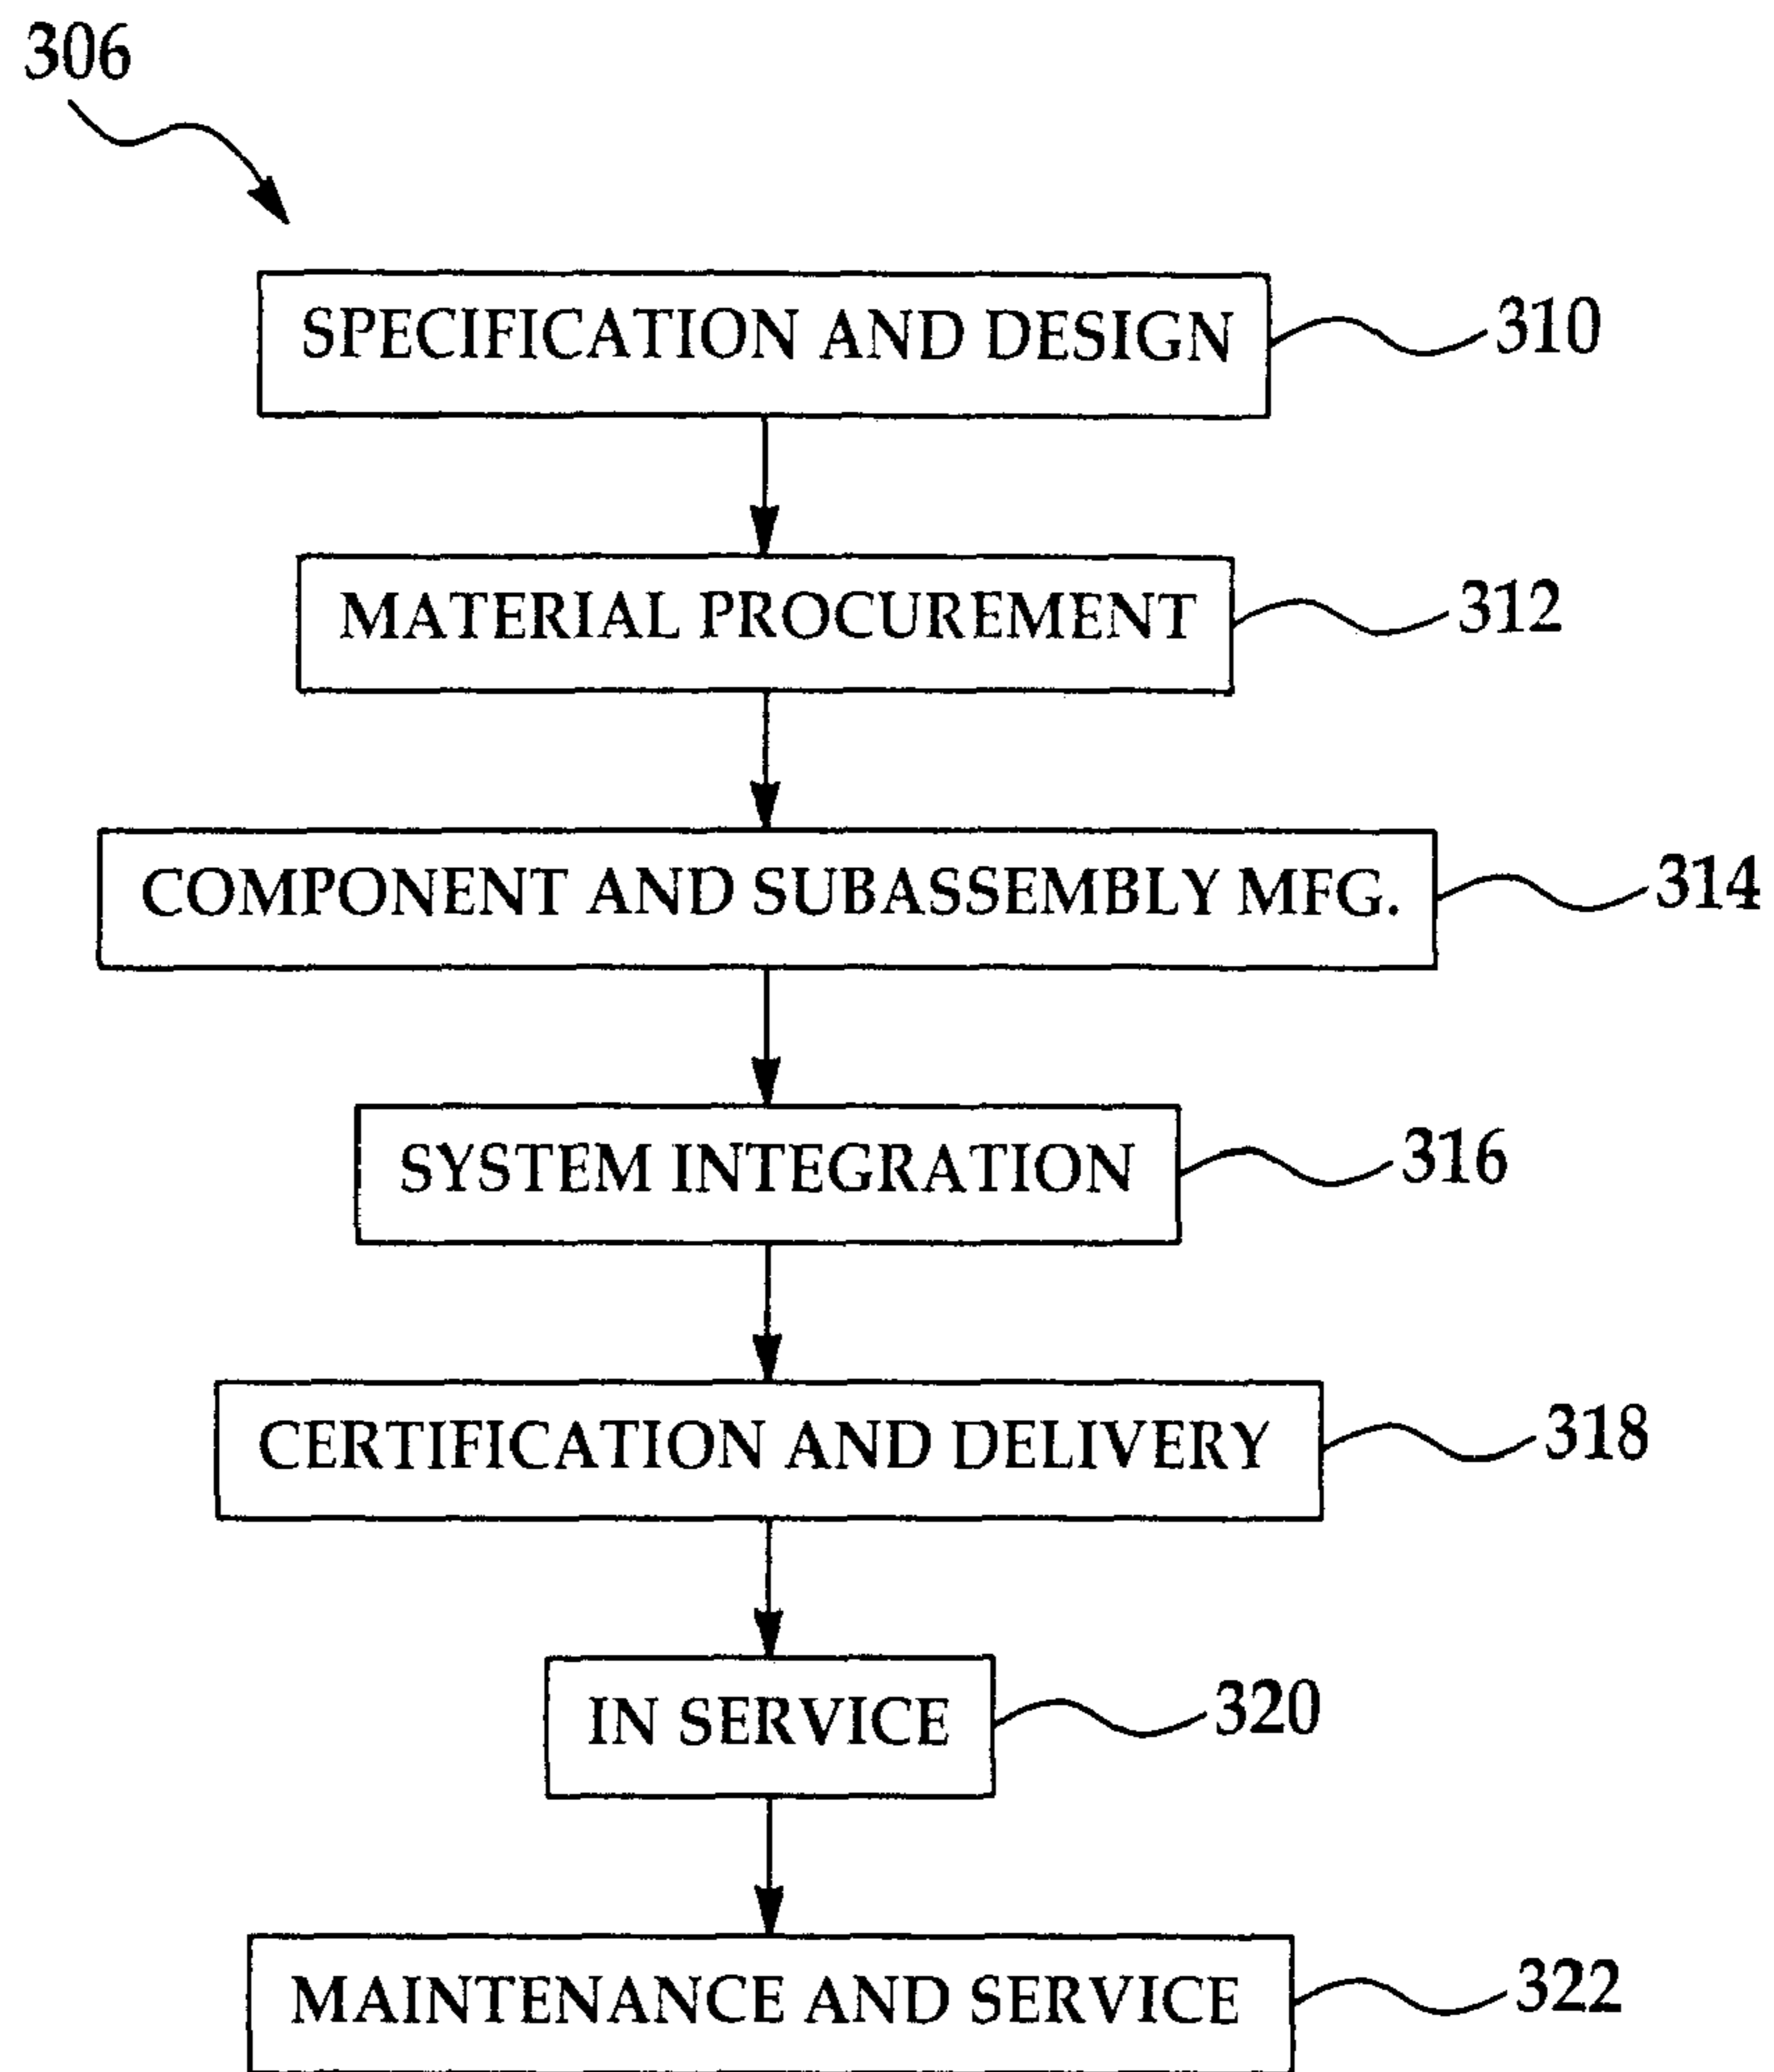 306
SPECIFICATION AND DESIGN 310
MATERIAL PROCUREMENT 312
COMPONENT AND SUBASSEMBLY MFG. 314
SYSTEM INTEGRATION 316
CERTIFICATION AND DELIVERY 318
IN SERVICE 320
MAINTENANCE AND SERVICE 322